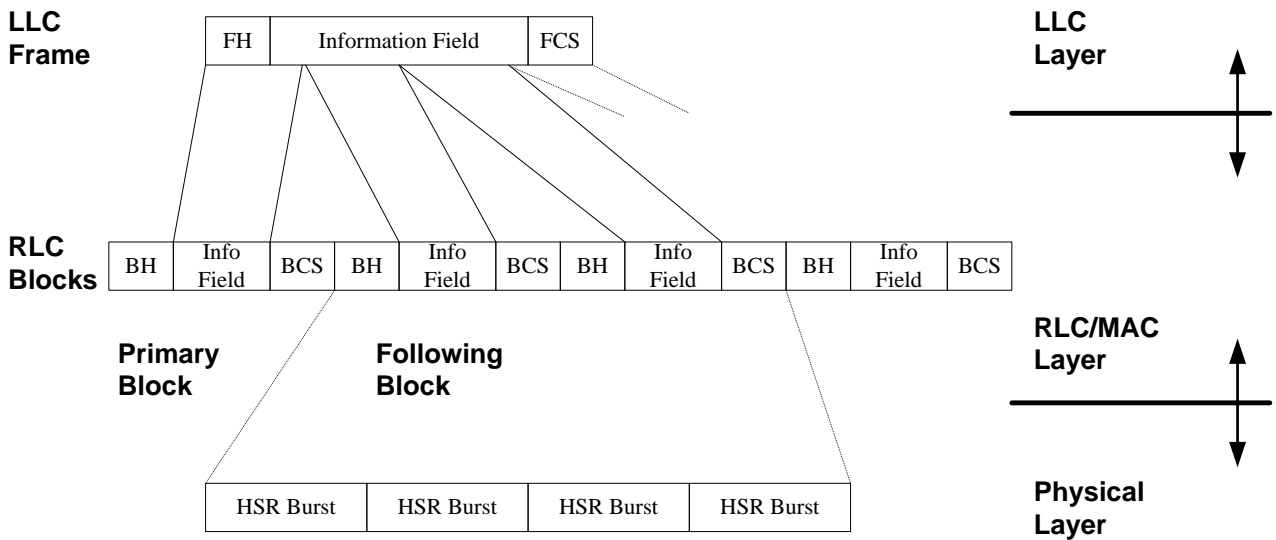 LLC
Frame
FH Information Field FCS
LLC
Layer
RLC
Blocks
BH Info Field BCS BH Info Field BCS BH Info Field BCS BH Info Field BCS
Primary
Block
Following
Block
RLC/MAC
Layer
HSR Burst HSR Burst HSR Burst HSR Burst
Physical
Layer